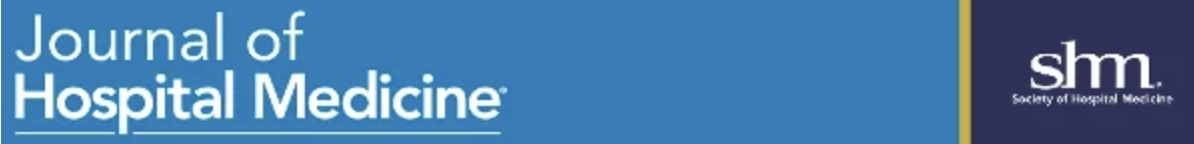 Journal of
Hospital Medicine®
shm.
Society of Hospital Medicine